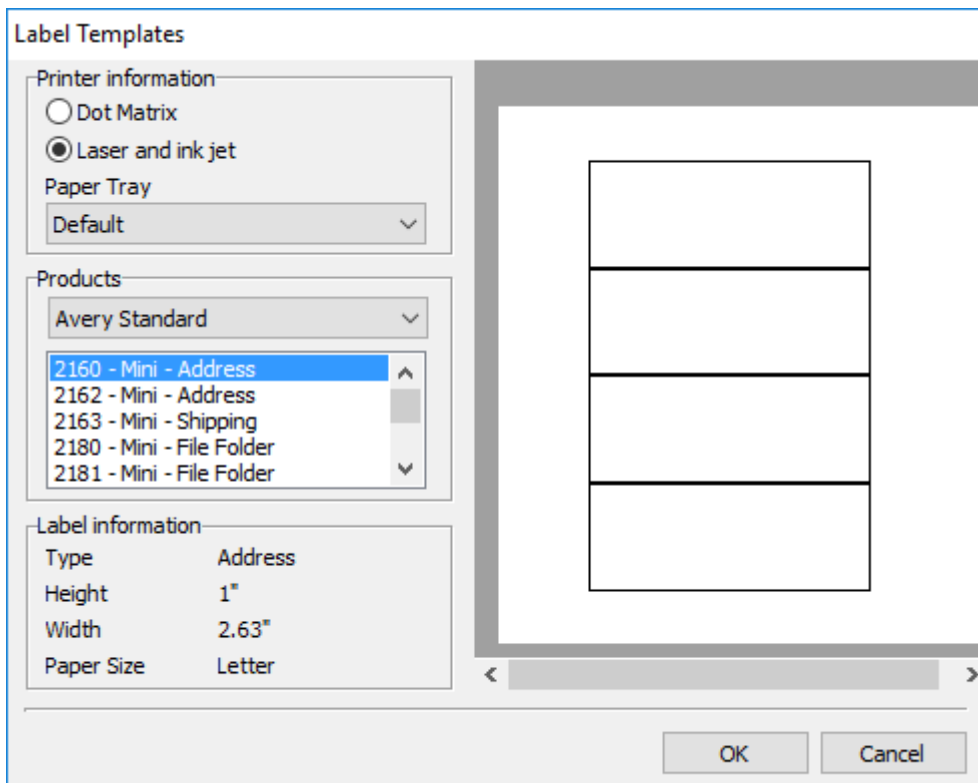 Label Templates
Printer information
Dot Matrix
Laser and ink jet
Paper Tray
Default
Products
Avery Standard
2160 - Mini - Address
2162 - Mini - Address
2163 - Mini - Shipping
2180 - Mini - File Folder
2181 - Mini - File Folder
Label information
Type Address
Height 1"
Width 2.63"
Paper Size Letter
OK Cancel